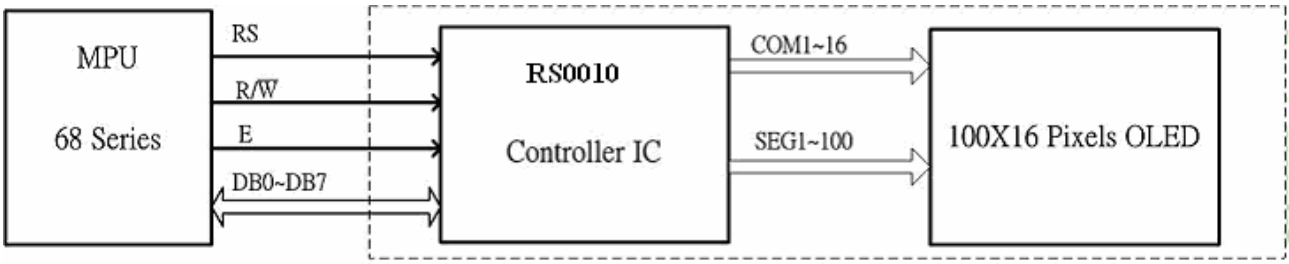 MPU
68 Series
RS
R/W̅
E
DB0~DB7
RS0010
Controller IC
COM1~16
SEG1~100
100X16 Pixels OLED